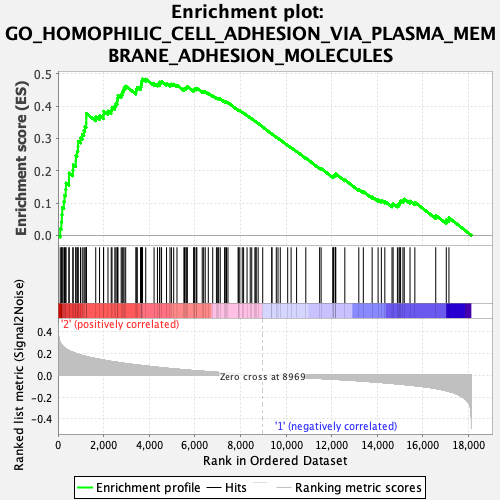 Enrichment plot:
GO_HOMOPHILIC_CELL_ADHESION_VIA_PLASMA_MEM
BRANE_ADHESION_MOLECULES
Enrichment score (ES)
0.5
0.4
0.3
0.2
0.1
0.0
Ranked list metric (Signal2Noise)
'2' (positively correlated)
0.4
0.2
0.0
-0.2
-0.4
Zero cross at 8969
'1' (negatively correlated)
0
2,000
4,000
6,000
8,000
10,000
12,000
14,000
16,000
18,000
Rank in Ordered Dataset
Enrichment profile
Hits
Ranking metric scores